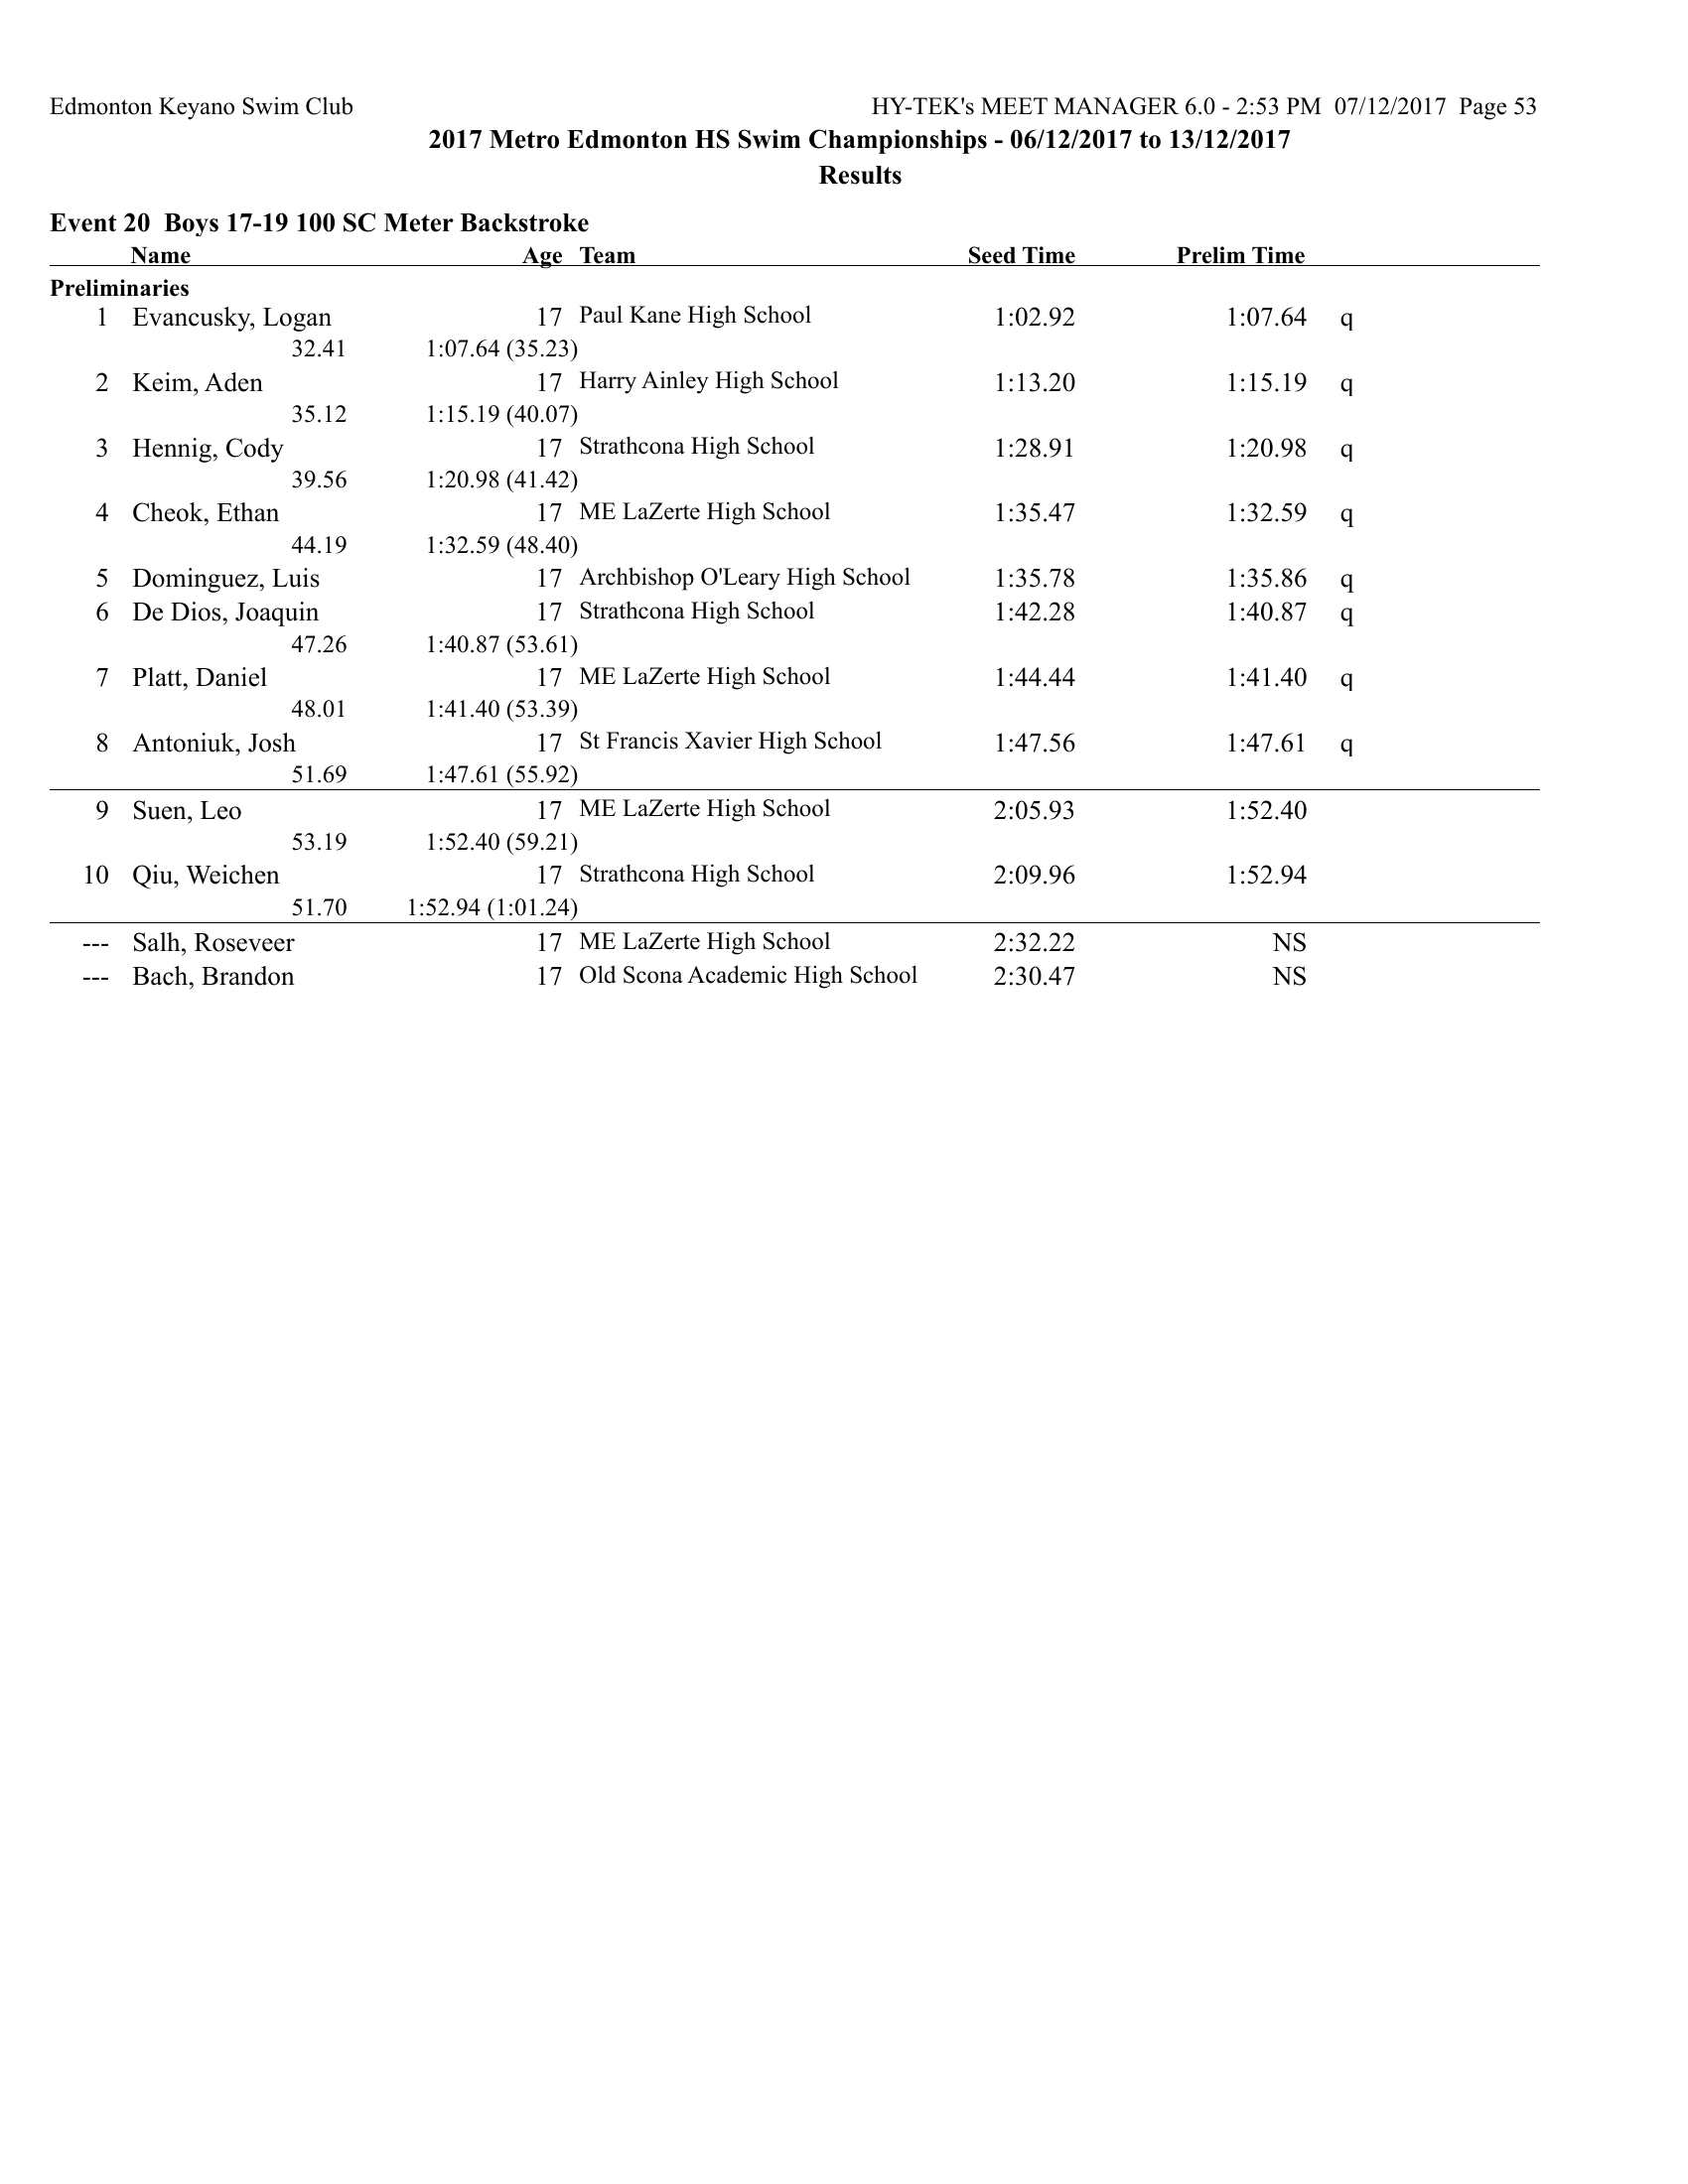 Edmonton Keyano Swim Club HY-TEK's MEET MANAGER 6.0 - 2:53 PM 07/12/2017 Page 53
2017 Metro Edmonton HS Swim Championships - 06/12/2017 to 13/12/2017
Results
Event 20 Boys 17-19 100 SC Meter Backstroke
Name Age Team Seed Time Prelim Time
Preliminaries
1 Evancusky, Logan 17 Paul Kane High School 1:02.92 1:07.64 q
32.41 1:07.64 (35.23)
2 Keim, Aden 17 Harry Ainley High School 1:13.20 1:15.19 q
35.12 1:15.19 (40.07)
3 Hennig, Cody 17 Strathcona High School 1:28.91 1:20.98 q
39.56 1:20.98 (41.42)
4 Cheok, Ethan 17 ME LaZerte High School 1:35.47 1:32.59 q
44.19 1:32.59 (48.40)
5 Dominguez, Luis 17 Archbishop O'Leary High School 1:35.78 1:35.86 q
6 De Dios, Joaquin 17 Strathcona High School 1:42.28 1:40.87 q
47.26 1:40.87 (53.61)
7 Platt, Daniel 17 ME LaZerte High School 1:44.44 1:41.40 q
48.01 1:41.40 (53.39)
8 Antoniuk, Josh 17 St Francis Xavier High School 1:47.56 1:47.61 q
51.69 1:47.61 (55.92)
9 Suen, Leo 17 ME LaZerte High School 2:05.93 1:52.40
53.19 1:52.40 (59.21)
10 Qiu, Weichen 17 Strathcona High School 2:09.96 1:52.94
51.70 1:52.94 (1:01.24)
--- Salh, Roseveer 17 ME LaZerte High School 2:32.22 NS
--- Bach, Brandon 17 Old Scona Academic High School 2:30.47 NS